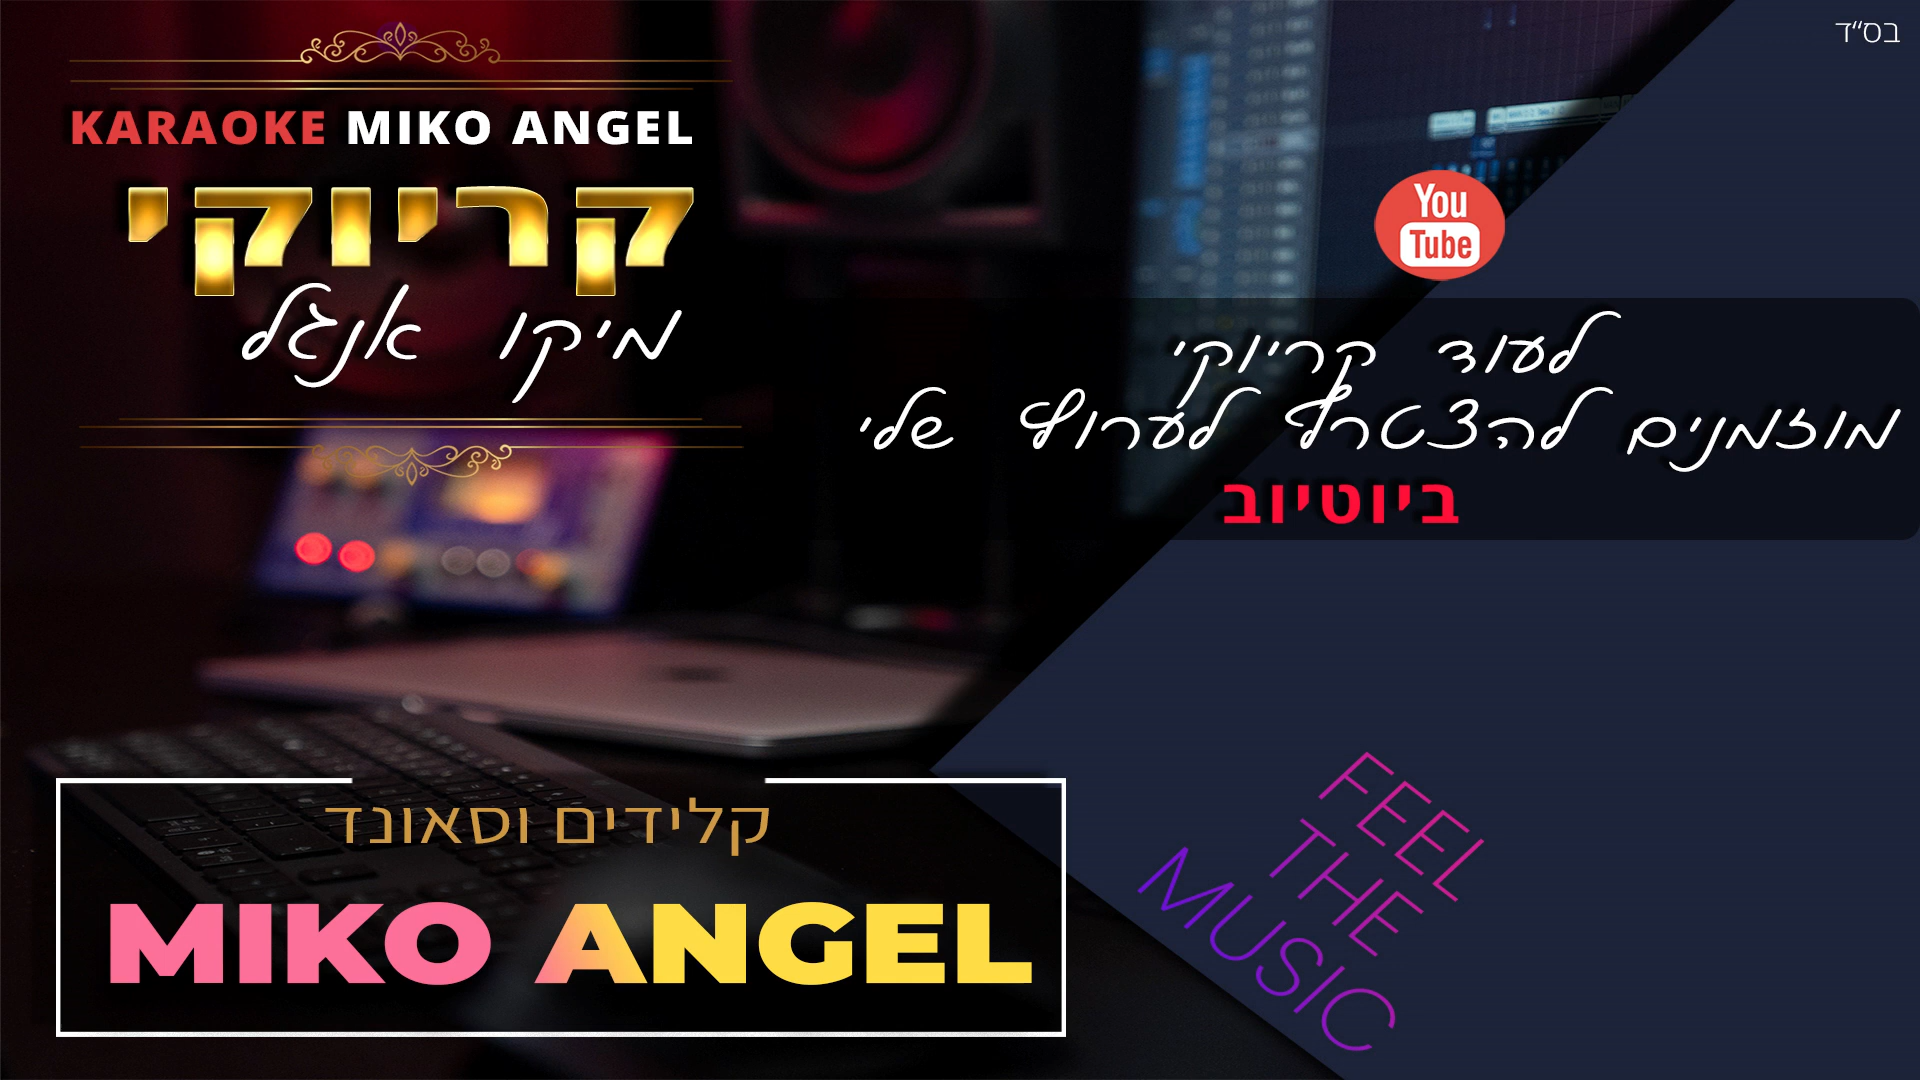 בס״ד
KARAOKE MIKO ANGEL
קריוקי
מיקו אנגל
You
Tube
לעוד קריוקי
מוזמנים להצטרף לערוץ שלי
ביוטיוב
קלידים וסאונד
MIKO ANGEL
FEEL
THE
MUSIC